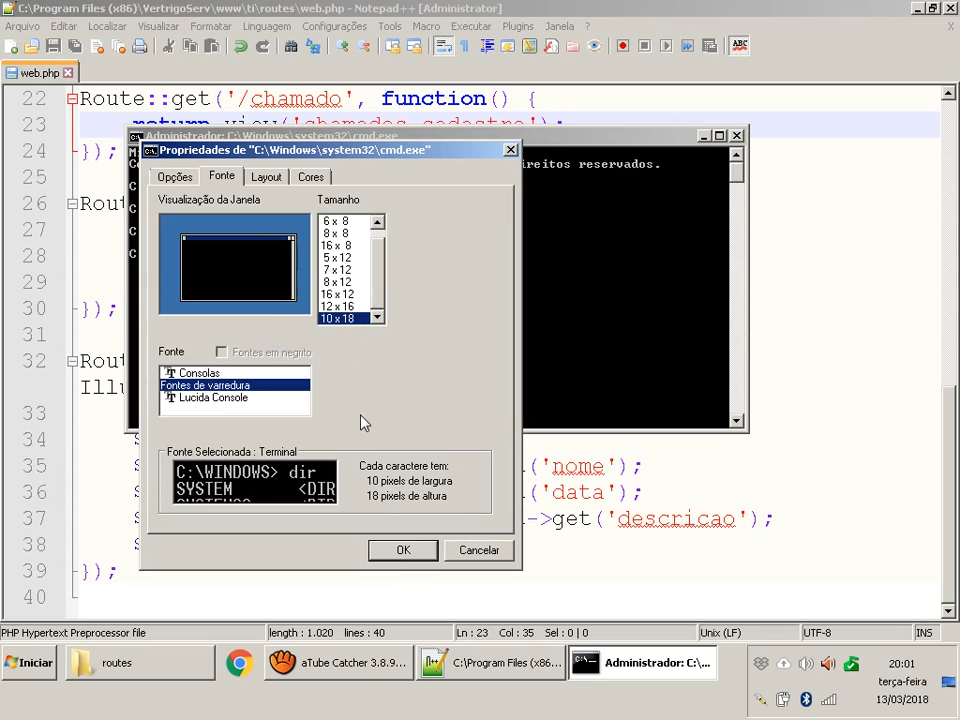 C:\Program Files (x86)\VertrigoServ\www\ti\routes\web.php - Notepad++ [Administrador]
Arquivo Editar Localizar Visualizar Formatar Linguagem Configurações Tools Macro Executar Plugins Janela ? X
ABC
web.php
22 Route::get('/chamado', function() {
23 return view('chamados.cadastro');
24 });
25
26 Rou
27
28
29
30 });
31
32 Rou
Illu
33
34 $
35 $ ('nome');
36 $ ('data');
37 $ ->get('descricao');
38 $
39 });
40
Administrador: C:\Windows\system32\cmd.exe
ireitos reservados.
C
C
C
C
Propriedades de "C:\Windows\system32\cmd.exe"
Opções Fonte Layout Cores
Visualização da Janela
Tamanho
6 x 8
8 x 8
16 x 8
5 x 12
7 x 12
8 x 12
16 x 12
12 x 16
10 x 18
Fonte
Fontes em negrito
Consolas
Fontes de varredura
Lucida Console
Fonte Selecionada : Terminal
C:\WINDOWS> dir
SYSTEM <DIR
Cada caractere tem:
10 pixels de largura
18 pixels de altura
OK Cancelar
PHP Hypertext Preprocessor file length : 1.020 lines : 40 Ln : 23 Col : 35 Sel : 0 | 0 Unix (LF) UTF-8 INS
Iniciar routes aTube Catcher 3.8.9... C:\Program Files (x86... Administrador: C:\...
20:01
terça-feira
13/03/2018